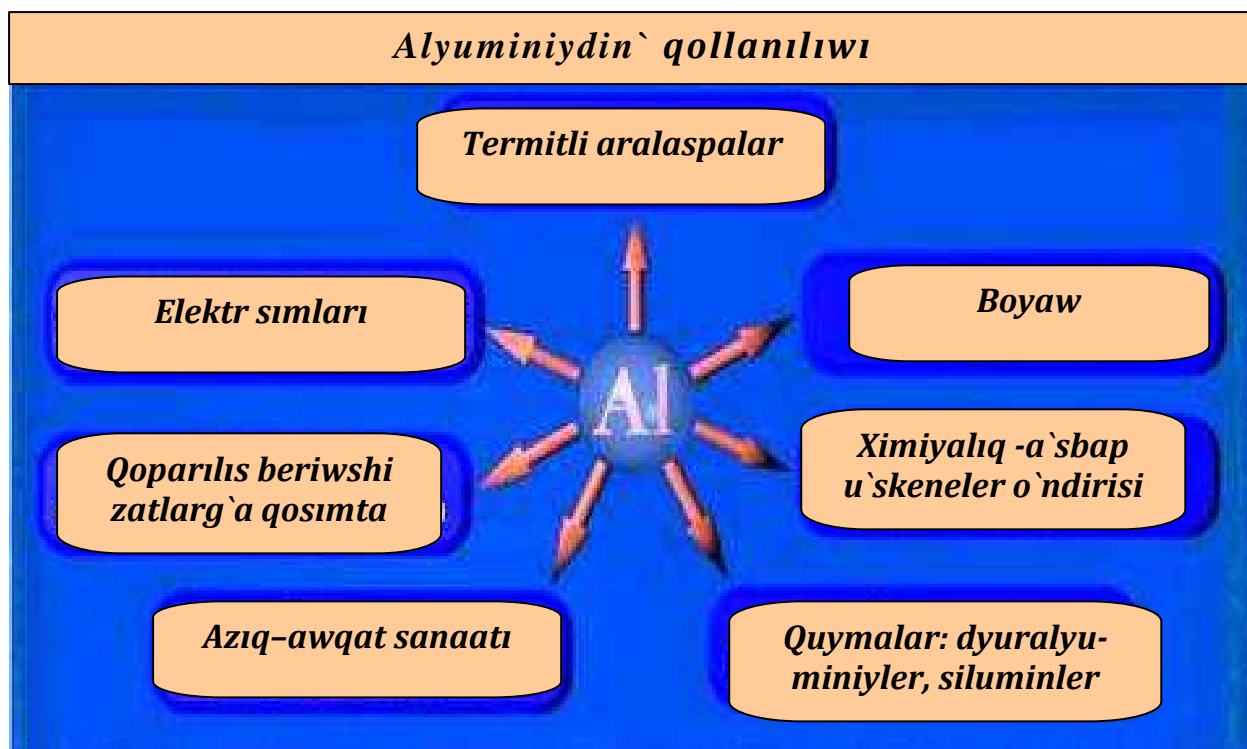 Alyuminiydin` qollanılıwı
Termitli aralaspalar
Elektr sımları
Boyaw
Al
Qoparılıs beriwshi
zatlarg`a qosımta
Ximiyalıq -a`sbap
u`skeneler o`ndirisi
Azıq–awqat sanaatı
Quymalar: dyuralyu-
miniyler, siluminler